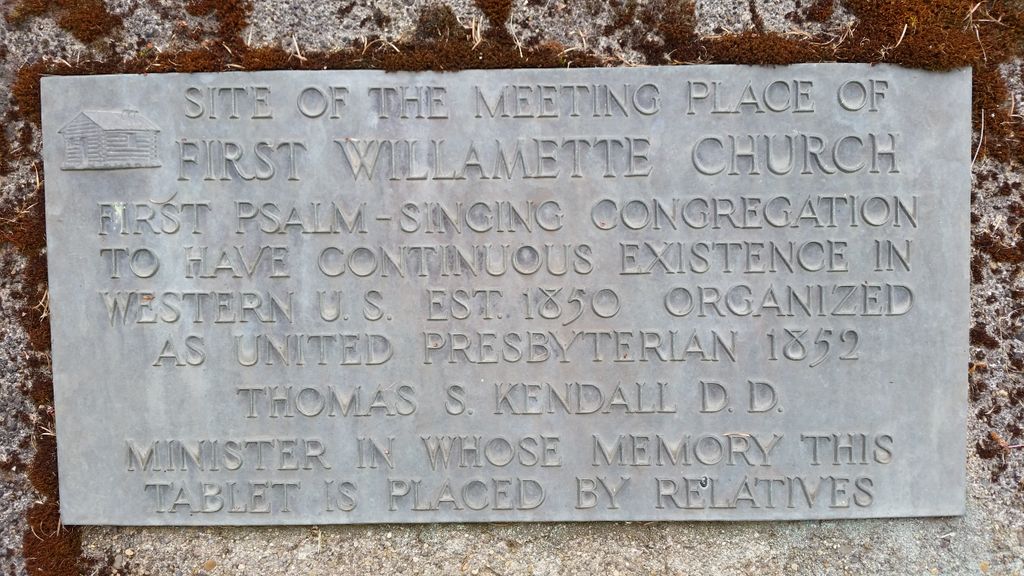 SITE OF THE MEETING PLACE OF
FIRST WILLAMETTE CHURCH
FIRST PSALM-SINGING CONGREGATION
TO HAVE CONTINUOUS EXISTENCE IN
WESTERN U. S. EST. 1850 ORGANIZED
AS UNITED PRESBYTERIAN 1852
THOMAS S. KENDALL D. D.
MINISTER IN WHOSE MEMORY THIS
TABLET IS PLACED BY RELATIVES